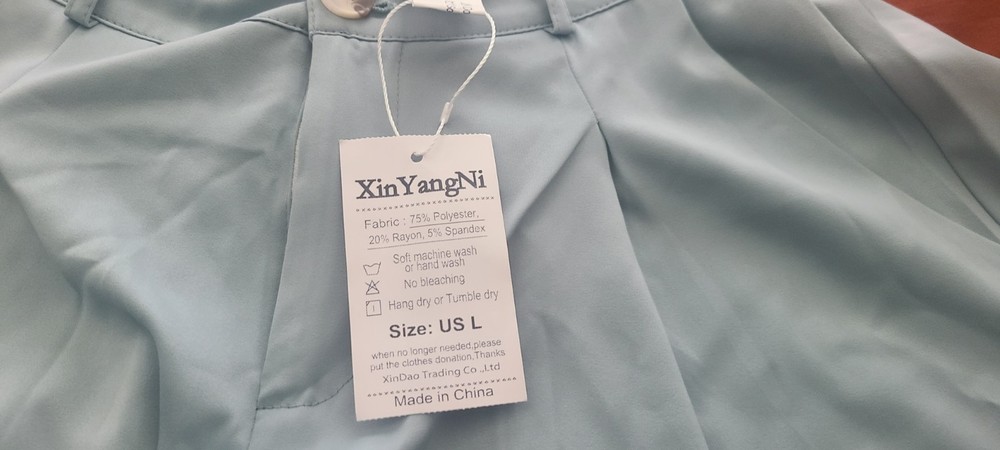 XinYangNi
Fabric : 75% Polyester,
20% Rayon, 5% Spandex
Soft machine wash
or hand wash
No bleaching
Hang dry or Tumble dry
Size: US L
when no longer needed,please
put the clothes donation.Thanks
XinDao Trading Co .,Ltd
Made in China